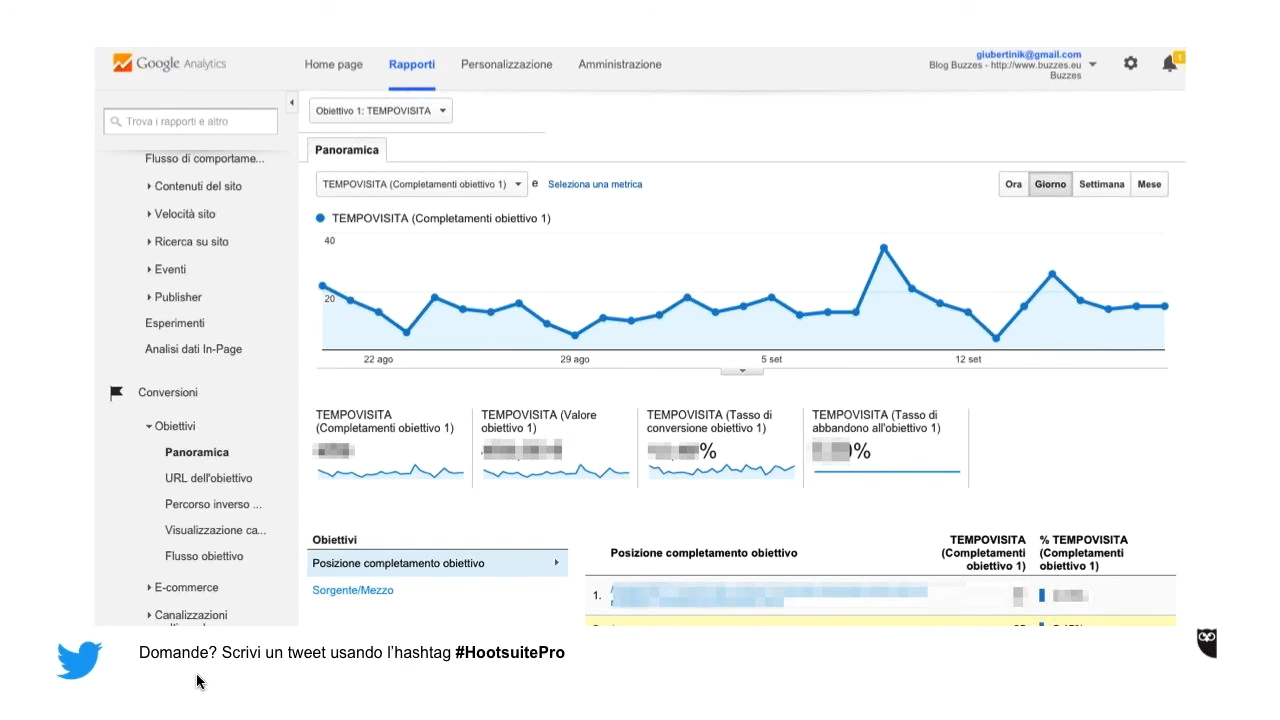 Google Analytics
Home page
Rapporti
Personalizzazione
Amministrazione
giubertinik@gmail.com
Blog Buzzes - http://www.buzzes.eu
Buzzes
1
Trova i rapporti e altro
Obiettivo 1: TEMPOVISITA
Panoramica
TEMPOVISITA (Completamenti obiettivo 1)
e
Seleziona una metrica
Ora
Giorno
Settimana
Mese
TEMPOVISITA (Completamenti obiettivo 1)
40
20
22 ago
29 ago
5 set
12 set
Flusso di comportame...
Contenuti del sito
Velocità sito
Ricerca su sito
Eventi
Publisher
Esperimenti
Analisi dati In-Page
Conversioni
Obiettivi
Panoramica
URL dell'obiettivo
Percorso inverso ...
Visualizzazione ca...
Flusso obiettivo
E-commerce
Canalizzazioni
TEMPOVISITA
(Completamenti obiettivo 1)
TEMPOVISITA (Valore
obiettivo 1)
TEMPOVISITA (Tasso di
conversione obiettivo 1)
%
TEMPOVISITA (Tasso di
abbandono all'obiettivo 1)
%
Obiettivi
Posizione completamento obiettivo
Sorgente/Mezzo
Posizione completamento obiettivo
TEMPOVISITA
(Completamenti
obiettivo 1)
% TEMPOVISITA
(Completamenti
obiettivo 1)
1.
Domande? Scrivi un tweet usando l'hashtag #HootsuitePro